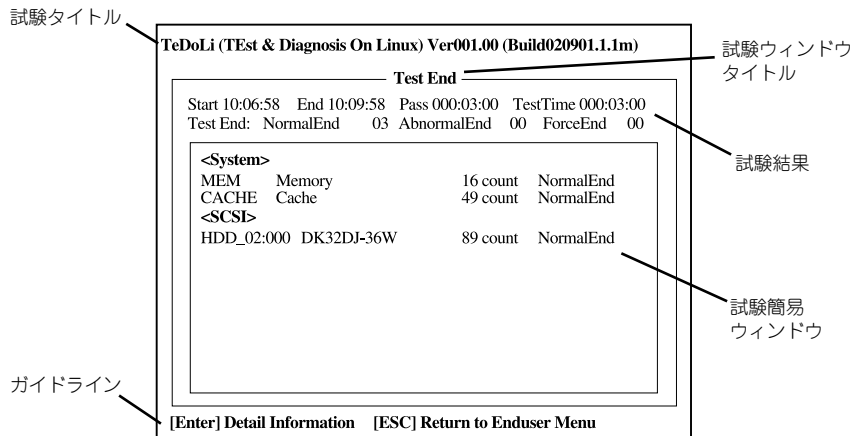 試験タイトル
TeDoLi (TEst & Diagnosis On Linux) Ver001.00 (Build020901.1.1m)
試験ウィンドウ
タイトル
Test End
Start 10:06:58 End 10:09:58 Pass 000:03:00 TestTime 000:03:00
Test End: NormalEnd 03 AbnormalEnd 00 ForceEnd 00
試験結果
<System>
MEM Memory 16 count NormalEnd
CACHE Cache 49 count NormalEnd
<SCSI>
HDD_02:000 DK32DJ-36W 89 count NormalEnd
試験簡易
ウィンドウ
ガイドライン
[Enter] Detail Information [ESC] Return to Enduser Menu